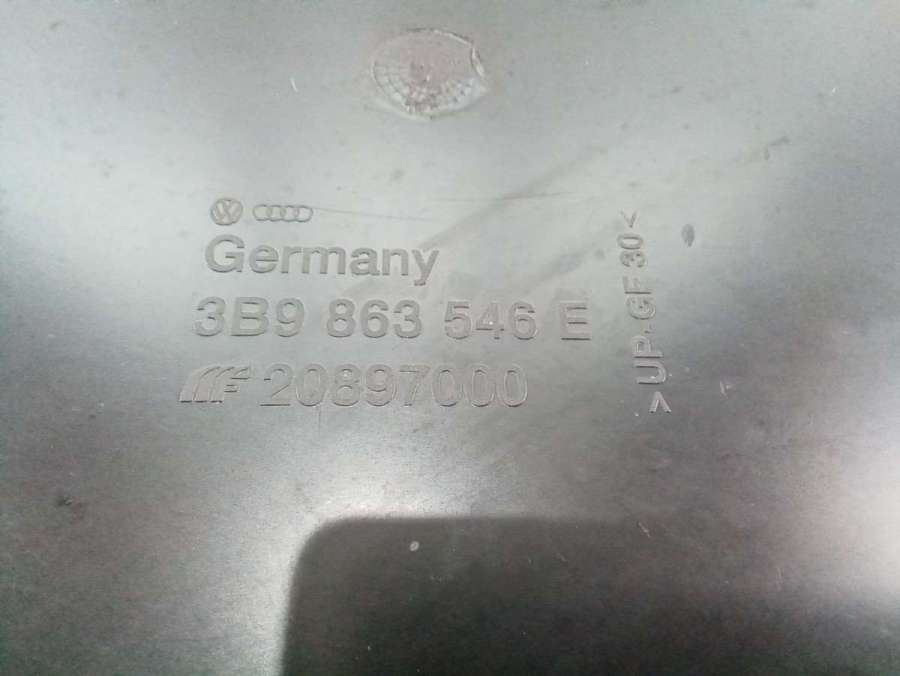 Germany
3B9 863 546 E
20897000
>UP-GF 30<